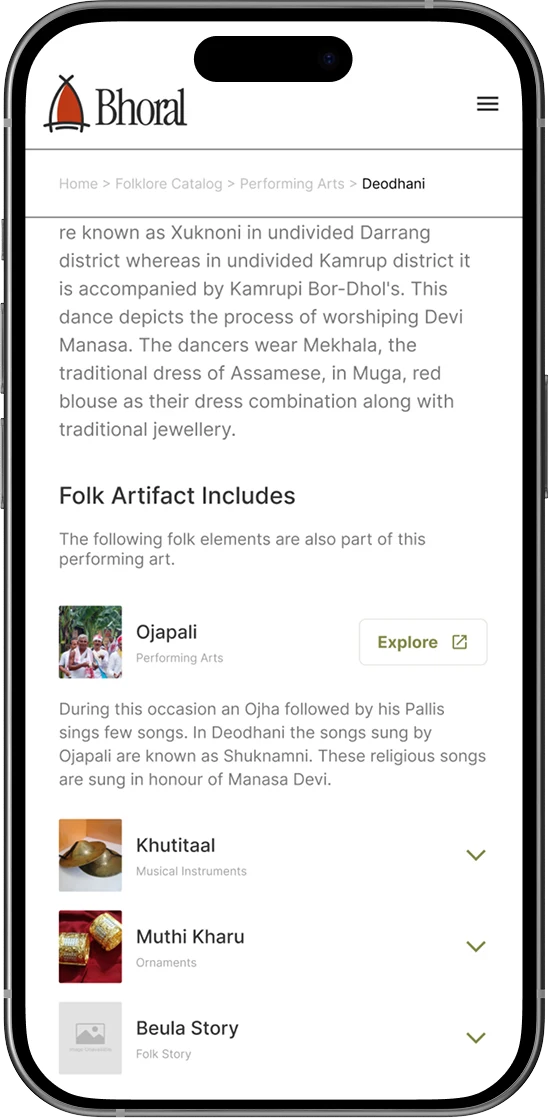 Bhoral
Home > Folklore Catalog > Performing Arts > Deodhani
re known as Xuknoni in undivided Darrang
district whereas in undivided Kamrup district it
is accompanied by Kamrupi Bor-Dhol's. This
dance depicts the process of worshiping Devi
Manasa. The dancers wear Mekhala, the
traditional dress of Assamese, in Muga, red
blouse as their dress combination along with
traditional jewellery.
Folk Artifact Includes
The following folk elements are also part of this
performing art.
Ojapali
Performing Arts
Explore
During this occasion an Ojha followed by his Pallis
sings few songs. In Deodhani the songs sung by
Ojapali are known as Shuknamni. These religious songs
are sung in honour of Manasa Devi.
Khutitaal
Musical Instruments
Muthi Kharu
Ornaments
Beula Story
Folk Story